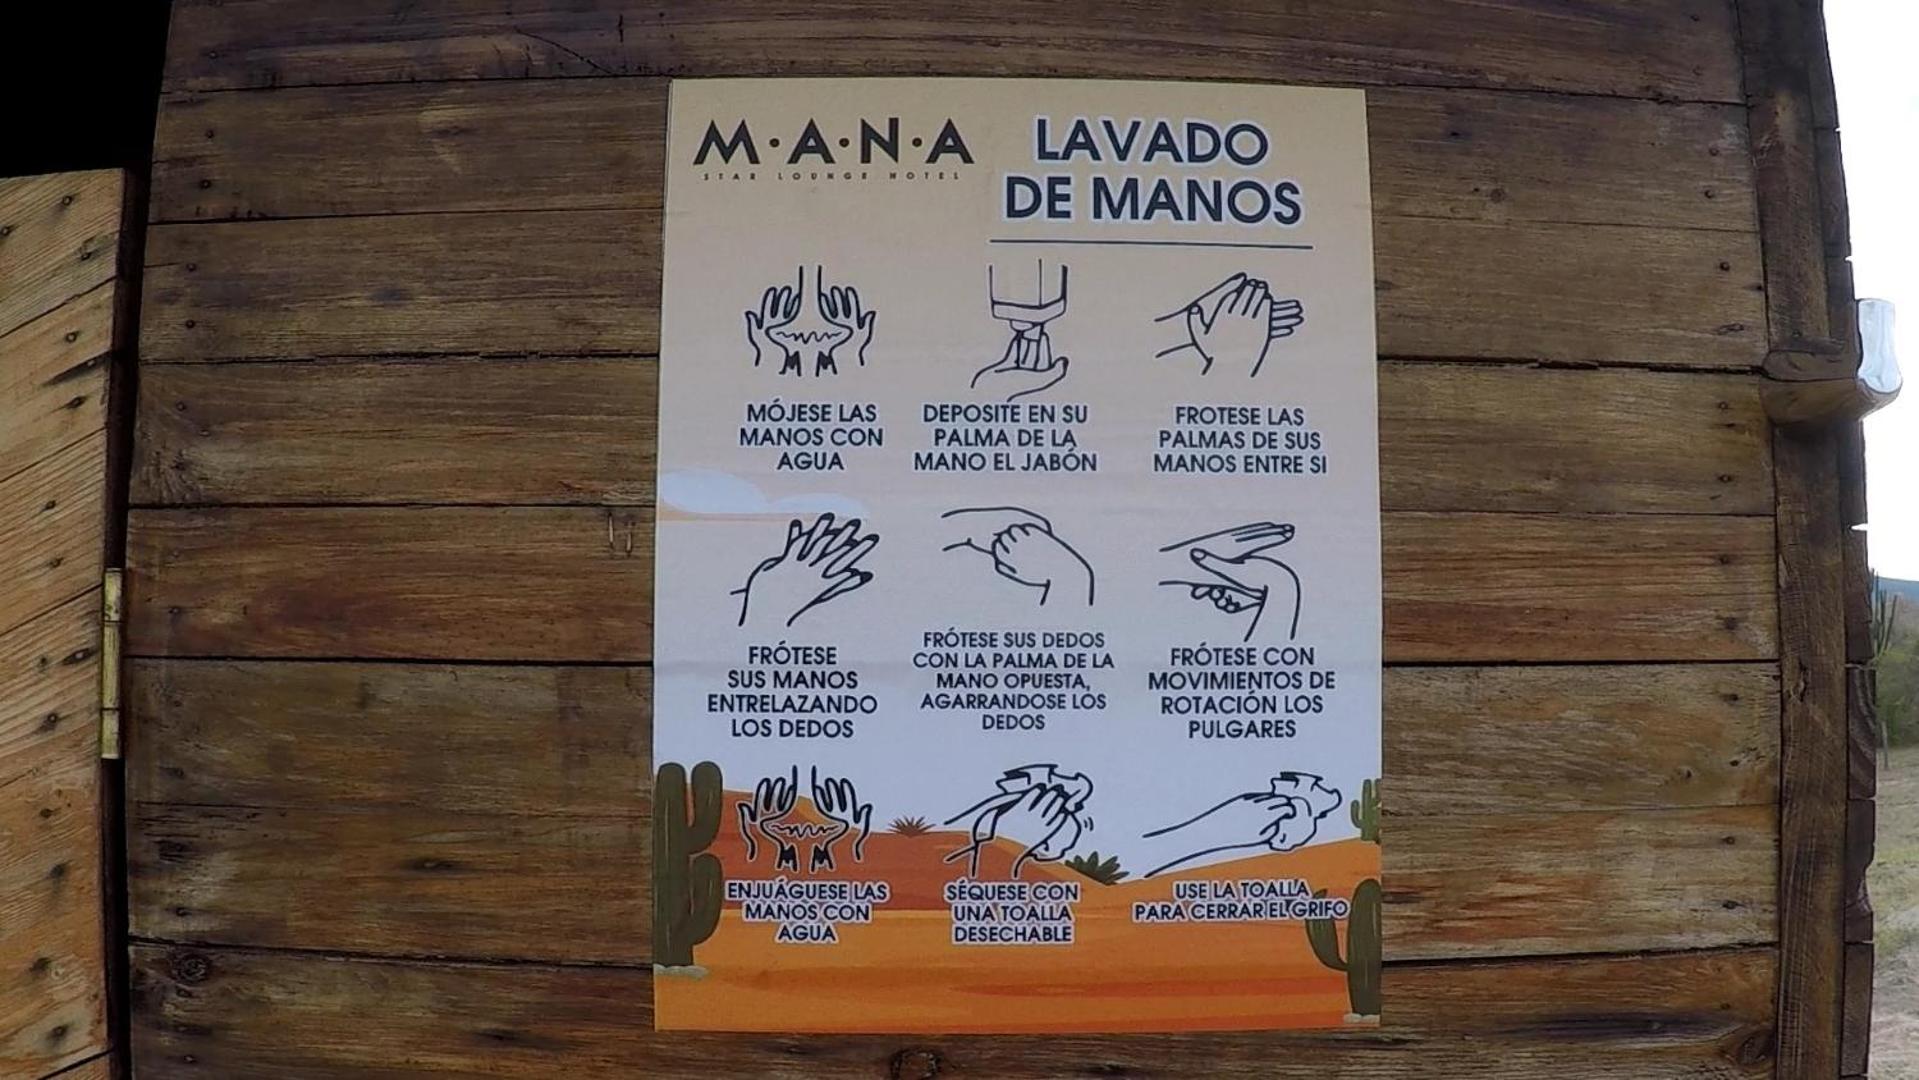 M·A·N·A
STAR LOUNGE HOTEL
LAVADO
DE MANOS
MÓJESE LAS
MANOS CON
AGUA
DEPOSITE EN SU
PALMA DE LA
MANO EL JABÓN
FROTESE LAS
PALMAS DE SUS
MANOS ENTRE SI
FRÓTESE
SUS MANOS
ENTRELAZANDO
LOS DEDOS
FRÓTESE SUS DEDOS
CON LA PALMA DE LA
MANO OPUESTA,
AGARRANDOSE LOS
DEDOS
FRÓTESE CON
MOVIMIENTOS DE
ROTACIÓN LOS
PULGARES
ENJUÁGUESE LAS
MANOS CON
AGUA
SÉQUESE CON
UNA TOALLA
DESECHABLE
USE LA TOALLA
PARA CERRAR EL GRIFO